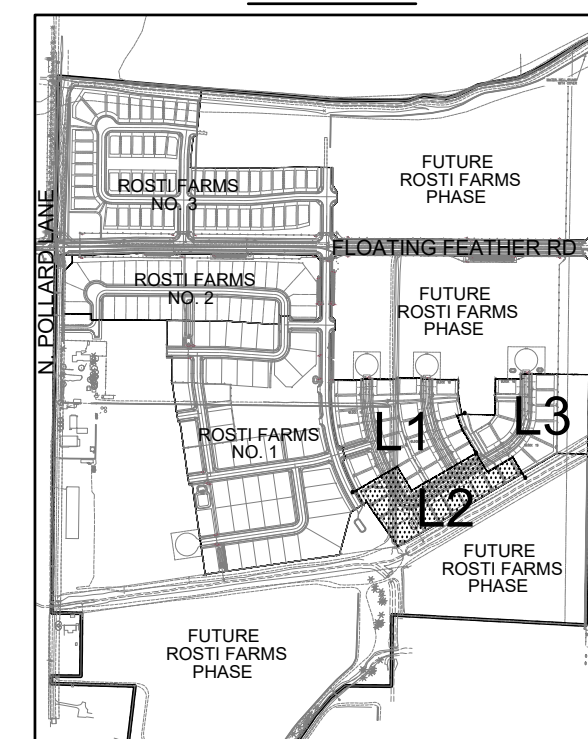 FUTURE
ROSTI FARMS
PHASE
ROSTI FARMS
NO. 3
N. POLLARD LANE
FLOATING FEATHER RD
ROSTI FARMS
NO. 2
FUTURE
ROSTI FARMS
PHASE
L1
L3
ROSTI FARMS
NO. 1
L2
FUTURE
ROSTI FARMS
PHASE
FUTURE
ROSTI FARMS
PHASE